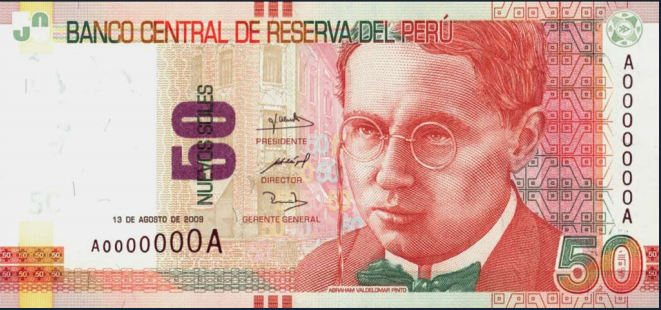 BANCO CENTRAL DE RESERVA DEL PERÚ
50
NUEVOS SOLES
PRESIDENTE
DIRECTOR
GERENTE GENERAL
13 DE AGOSTO DE 2009
A0000000A
A0000000A
50
ABRAHAM VALDELOMAR PINTO